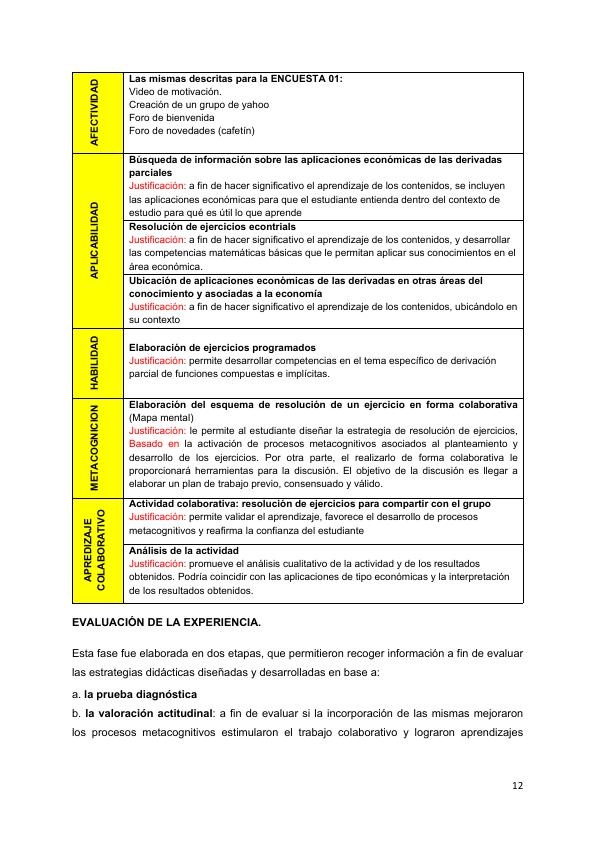 AFECTIVIDAD
Las mismas descritas para la ENCUESTA 01:
Video de motivación.
Creación de un grupo de yahoo
Foro de bienvenida
Foro de novedades (cafetín)
APLICABILIDAD
Búsqueda de información sobre las aplicaciones económicas de las derivadas
parciales
Justificación: a fin de hacer significativo el aprendizaje de los contenidos, se incluyen
las aplicaciones económicas para que el estudiante entienda dentro del contexto de
estudio para qué es útil lo que aprende
Resolución de ejercicios econtrials
Justificación: a fin de hacer significativo el aprendizaje de los contenidos, y desarrollar
las competencias matemáticas básicas que le permitan aplicar sus conocimientos en el
área económica.
Ubicación de aplicaciones económicas de las derivadas en otras áreas del
conocimiento y asociadas a la economía
Justificación: a fin de hacer significativo el aprendizaje de los contenidos, ubicándolo en
su contexto
HABILIDAD
Elaboración de ejercicios programados
Justificación: permite desarrollar competencias en el tema específico de derivación
parcial de funciones compuestas e implícitas.
METACOGNICION
Elaboración del esquema de resolución de un ejercicio en forma colaborativa
(Mapa mental)
Justificación: le permite al estudiante diseñar la estrategia de resolución de ejercicios,
Basado en la activación de procesos metacognitivos asociados al planteamiento y
desarrollo de los ejercicios. Por otra parte, el realizarlo de forma colaborativa le
proporcionará herramientas para la discusión. El objetivo de la discusión es llegar a
elaborar un plan de trabajo previo, consensuado y válido.
APREDIZAJE
COLABORATIVO
Actividad colaborativa: resolución de ejercicios para compartir con el grupo
Justificación: permite validar el aprendizaje, favorece el desarrollo de procesos
metacognitivos y reafirma la confianza del estudiante
Análisis de la actividad
Justificación: promueve el análisis cualitativo de la actividad y de los resultados
obtenidos. Podría coincidir con las aplicaciones de tipo económicas y la interpretación
de los resultados obtenidos.
EVALUACIÓN DE LA EXPERIENCIA.
Esta fase fue elaborada en dos etapas, que permitieron recoger información a fin de evaluar
las estrategias didácticas diseñadas y desarrolladas en base a:
a. la prueba diagnóstica
b. la valoración actitudinal: a fin de evaluar si la incorporación de las mismas mejoraron
los procesos metacognitivos estimularon el trabajo colaborativo y lograron aprendizajes
12